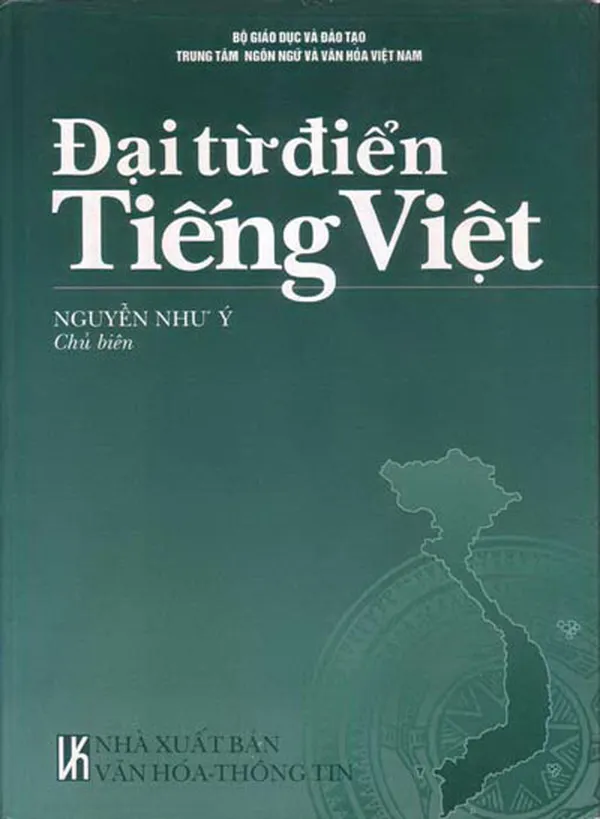 BỘ GIÁO DỤC VÀ ĐÀO TẠO
TRUNG TÂM NGÔN NGỮ VÀ VĂN HÓA VIỆT NAM
Đại từ điển
Tiếng Việt
NGUYỄN NHƯ Ý
Chủ biên
NHÀ XUẤT BẢN
VĂN HÓA-THÔNG TIN